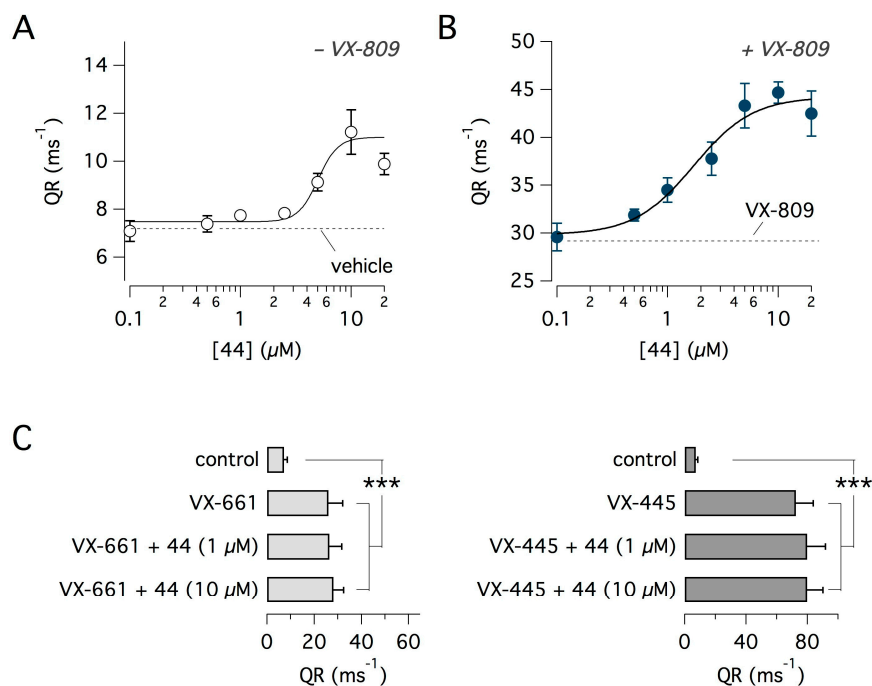 A
– VX-809
14
12
10
8
6
QR (ms-1)
vehicle
2 4 6 2 4 6 2
0.1 1 10
[44] (µM)
B
+ VX-809
50
45
40
35
30
25
QR (ms-1)
VX-809
2 4 6 2 4 6 2
0.1 1 10
[44] (µM)
C
control
VX-661
VX-661 + 44 (1 µM)
VX-661 + 44 (10 µM)
***
0 20 40 60
QR (ms-1)
control
VX-445
VX-445 + 44 (1 µM)
VX-445 + 44 (10 µM)
***
0 40 80
QR (ms-1)